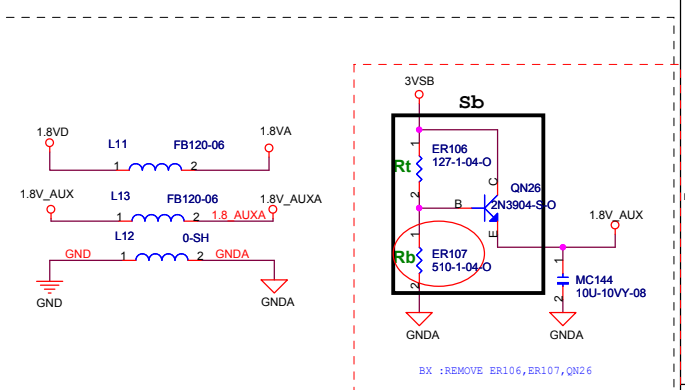 3VSB
Sb
1.8VD
L11
FB120-06
1.8VA
1
2
1
ER106
127-1-04-O
Rt
2
C
QN26
2N3904-S-O
B
E
1.8V_AUX
L13
FB120-06
1.8V_AUXA
1
2
1.8_AUXA
1.8V_AUX
L12
0-SH
GND
1
2
GNDA
1
Rb
ER107
510-1-04-O
2
1
MC144
10U-10VY-08
2
GND
GNDA
GNDA
GNDA
BX :REMOVE ER106,ER107,QN26